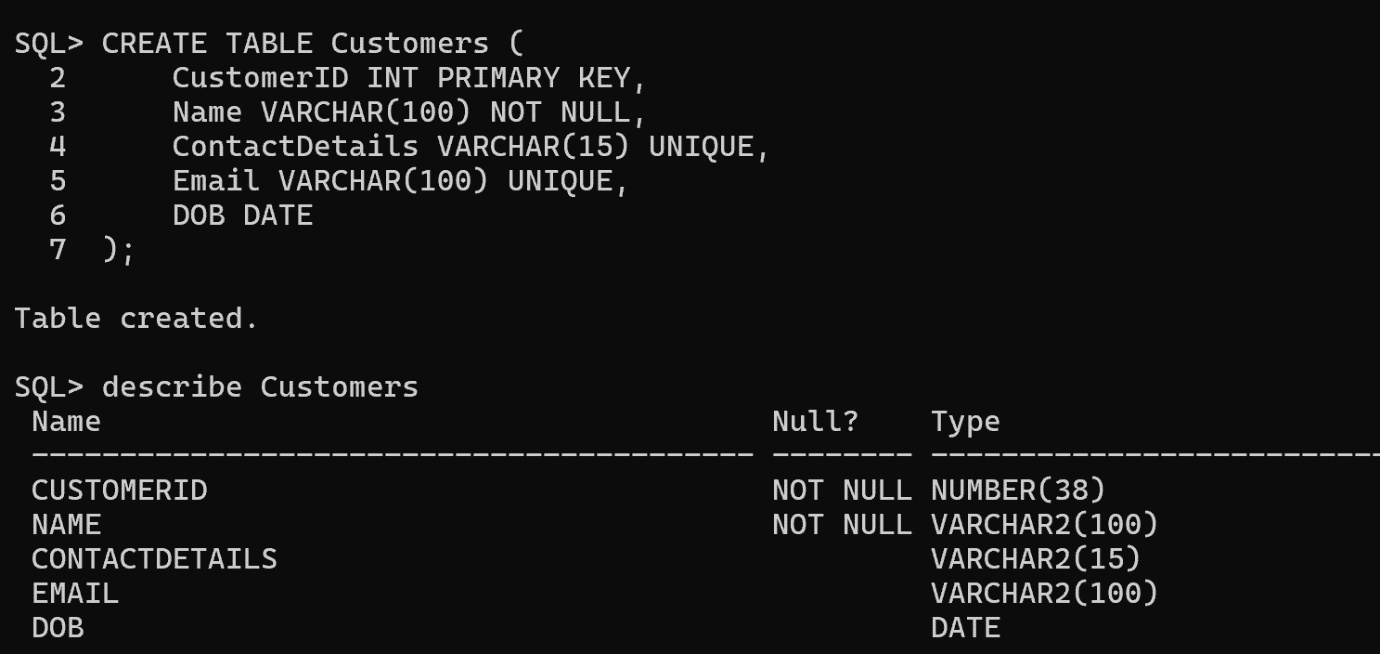 SQL> CREATE TABLE Customers (
  2      CustomerID INT PRIMARY KEY,
  3      Name VARCHAR(100) NOT NULL,
  4      ContactDetails VARCHAR(15) UNIQUE,
  5      Email VARCHAR(100) UNIQUE,
  6      DOB DATE
  7  );
Table created.
SQL> describe Customers
 Name                                      Null?    Type
 ----------------------------------------- -------- --------------------------
 CUSTOMERID                                NOT NULL NUMBER(38)
 NAME                                      NOT NULL VARCHAR2(100)
 CONTACTDETAILS                                     VARCHAR2(15)
 EMAIL                                              VARCHAR2(100)
 DOB                                                DATE